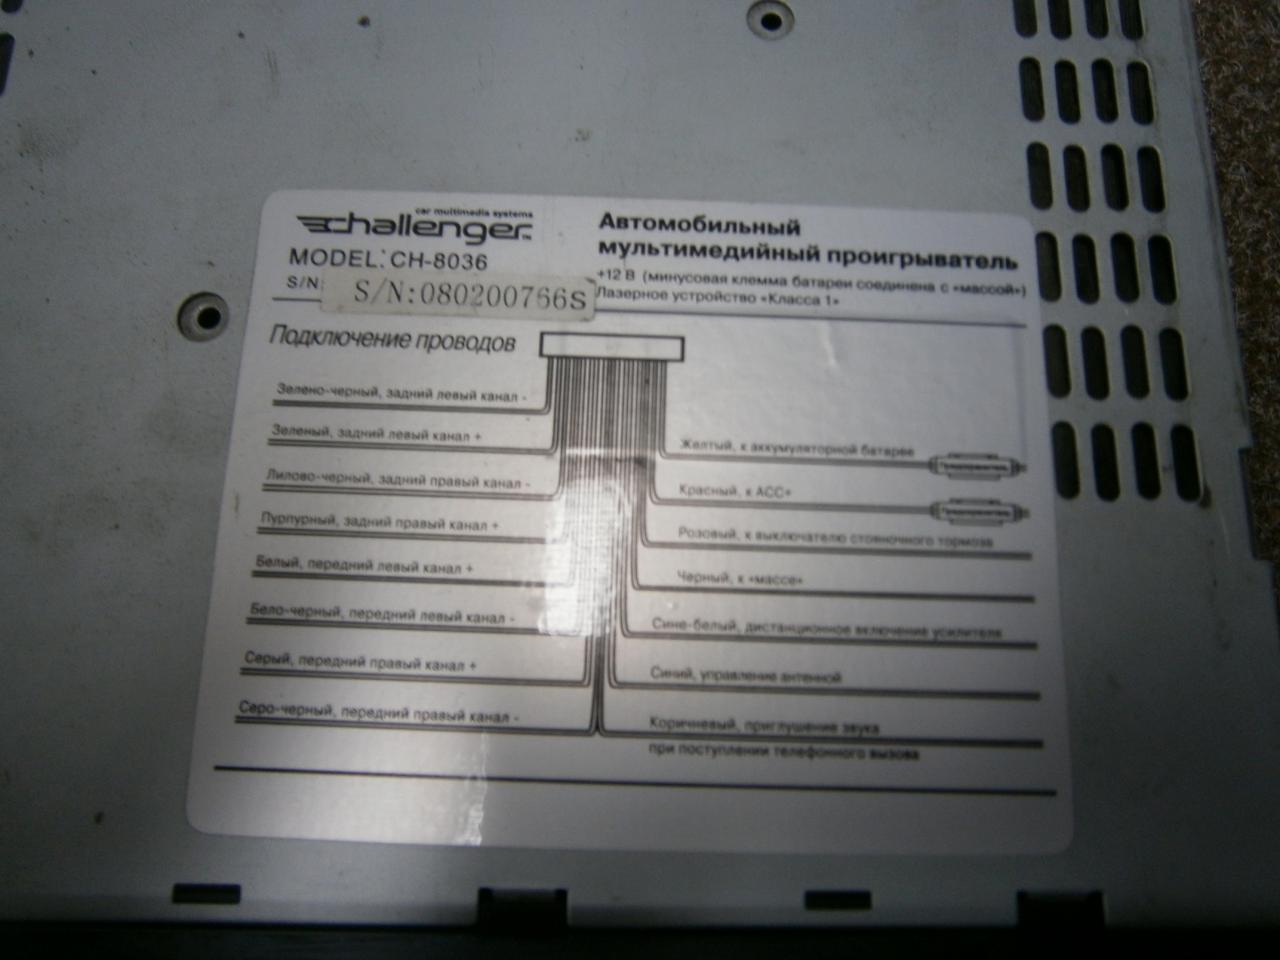 car multimedia systems
challenger
MODEL: CH-8036
S/N:
S/N:080200766S
Автомобильный
мультимедийный проигрыватель
+12 В (минусовая клемма батареи соединена с «массой»)
Лазерное устройство «Класса 1»
Подключение проводов
Зелено-черный, задний левый канал -
Зеленый, задний левый канал +
Лилово-черный, задний правый канал -
Пурпурный, задний правый канал +
Белый, передний левый канал +
Бело-черный, передний левый канал -
Серый, передний правый канал +
Серо-черный, передний правый канал -
Желтый, к аккумуляторной батарее
Предохранитель
Красный, к АСС+
Предохранитель
Розовый, к выключателю стояночного тормоза
Черный, к «массе»
Сине-белый, дистанционное включение усилителя
Синий, управление антенной
Коричневый, приглушение звука
при поступлении телефонного вызова